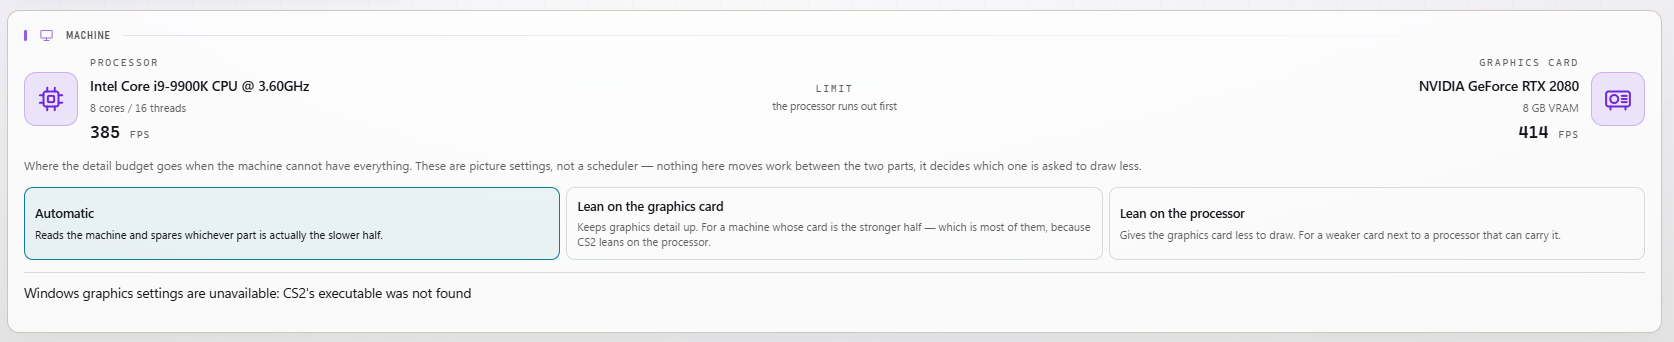 MACHINE
PROCESSOR
Intel Core i9-9900K CPU @ 3.60GHz
8 cores / 16 threads
385 FPS
LIMIT
the processor runs out first
GRAPHICS CARD
NVIDIA GeForce RTX 2080
8 GB VRAM
414 FPS
Where the detail budget goes when the machine cannot have everything. These are picture settings, not a scheduler — nothing here moves work between the two parts, it decides which one is asked to draw less.
Automatic
Reads the machine and spares whichever part is actually the slower half.
Lean on the graphics card
Keeps graphics detail up. For a machine whose card is the stronger half — which is most of them, because
CS2 leans on the processor.
Lean on the processor
Gives the graphics card less to draw. For a weaker card next to a processor that can carry it.
Windows graphics settings are unavailable: CS2's executable was not found